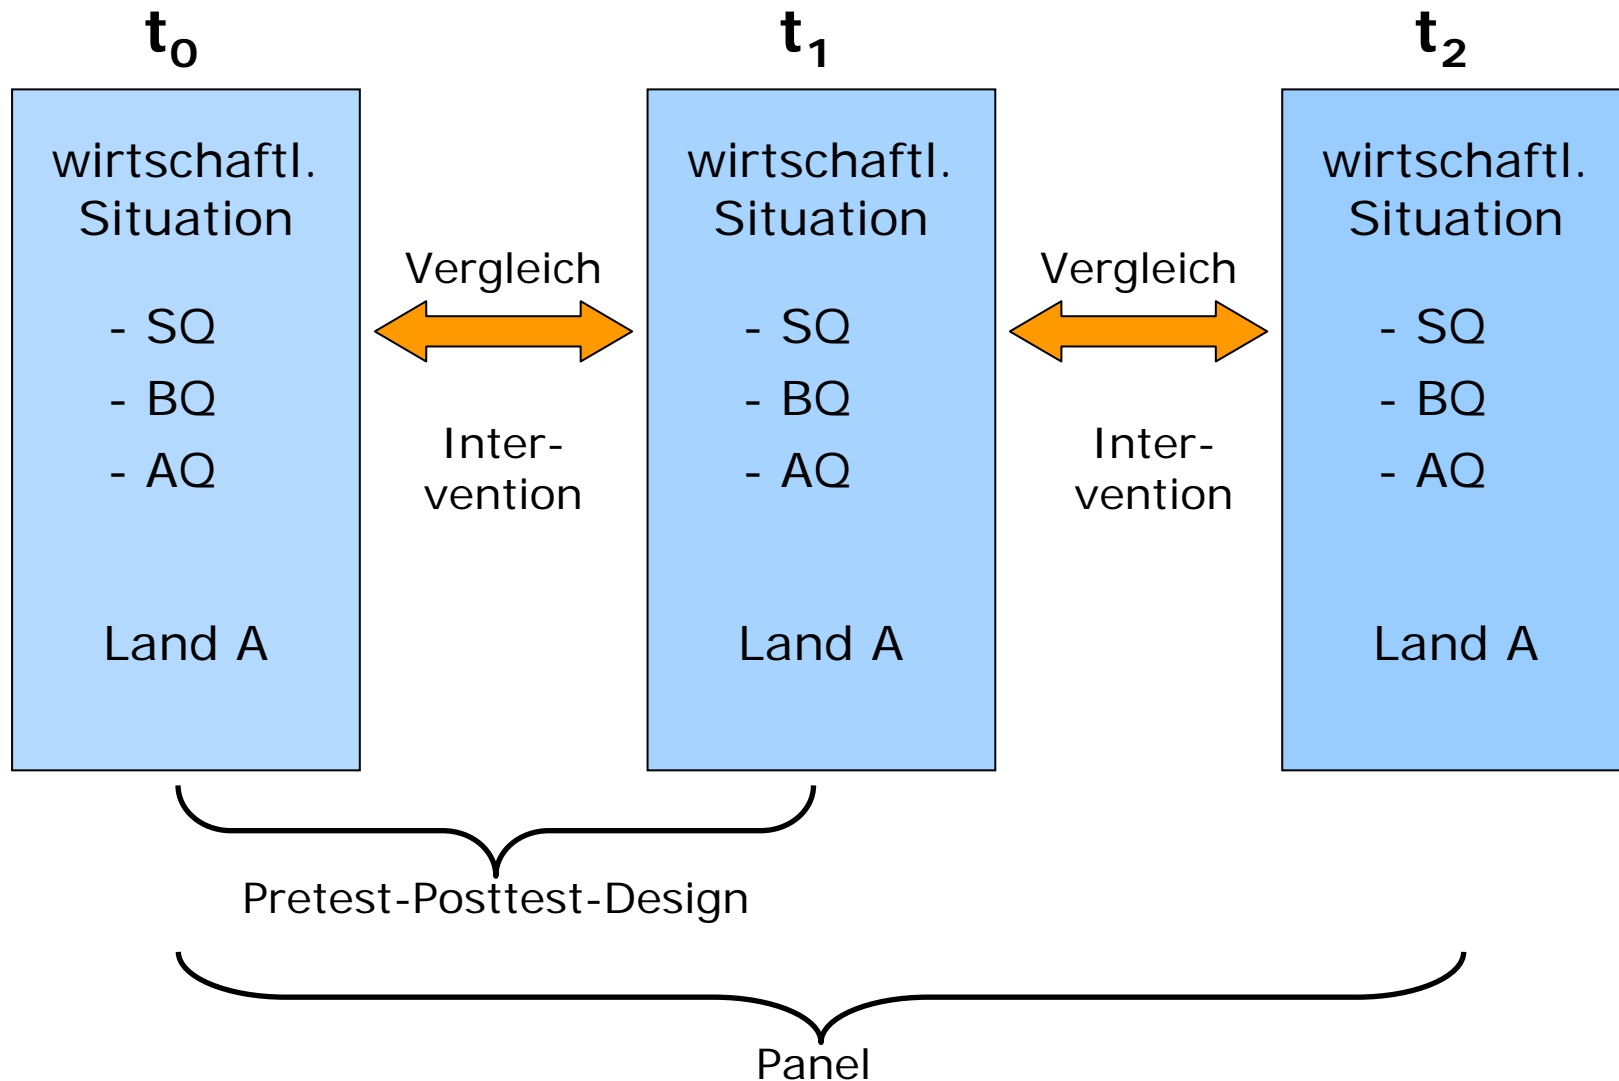 t0
t1
t2
wirtschaftl.
Situation
- SQ
- BQ
- AQ
Land A
Vergleich
Inter-
vention
wirtschaftl.
Situation
- SQ
- BQ
- AQ
Land A
Vergleich
Inter-
vention
wirtschaftl.
Situation
- SQ
- BQ
- AQ
Land A
Pretest-Posttest-Design
Panel